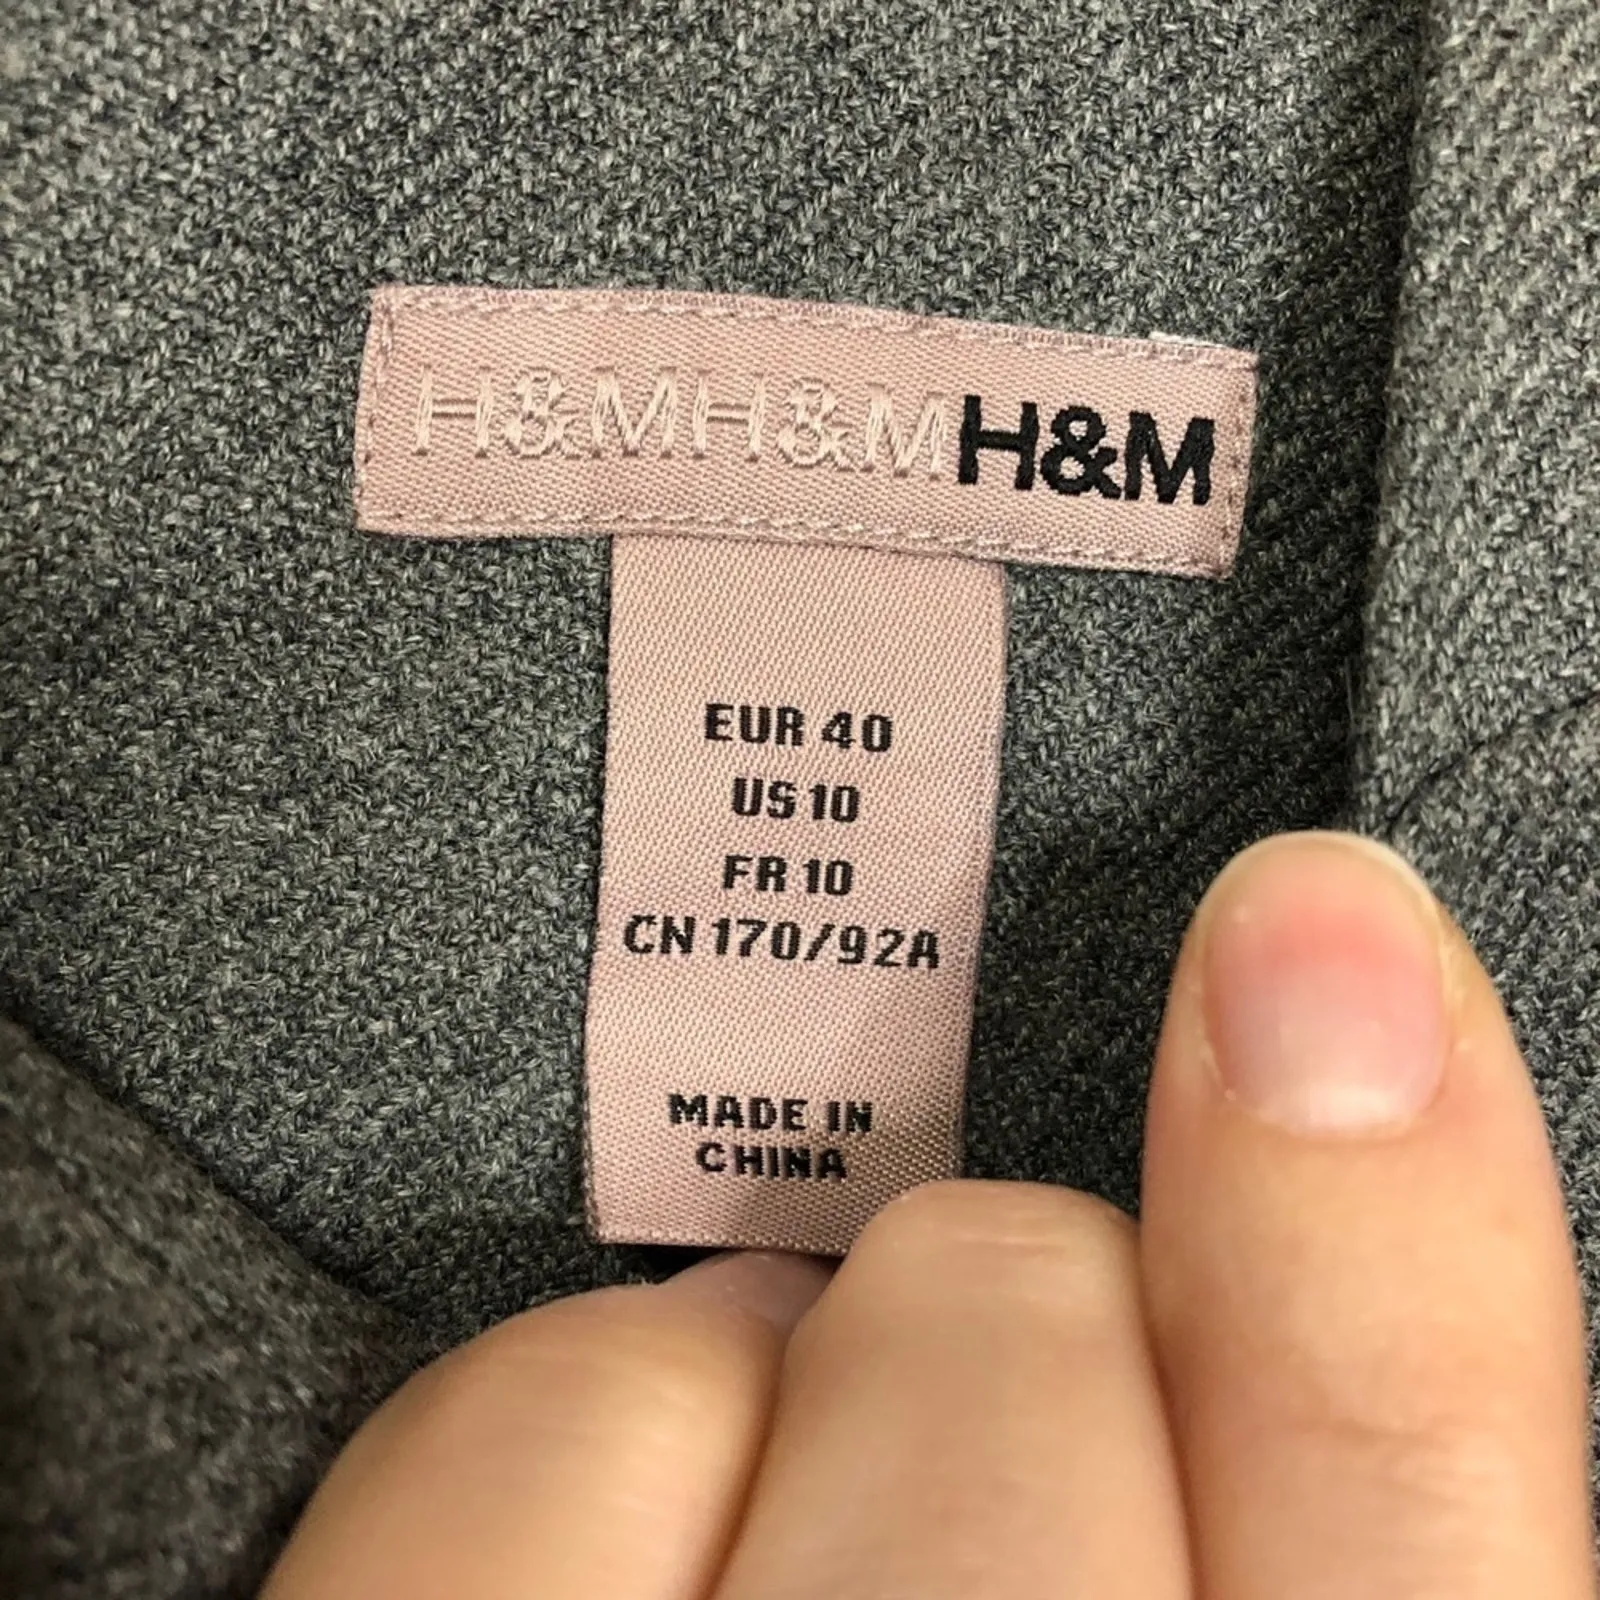 H&MH&MH&M
EUR 40
US 10
FR 10
CN 170/92A
MADE IN
CHINA